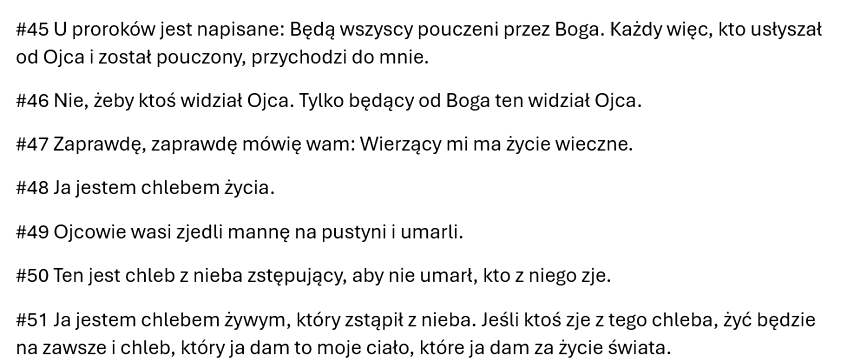 #45 U proroków jest napisane: Będą wszyscy pouczeni przez Boga. Każdy więc, kto usłyszał
od Ojca i został pouczony, przychodzi do mnie.
#46 Nie, żeby ktoś widział Ojca. Tylko będący od Boga ten widział Ojca.
#47 Zaprawdę, zaprawdę mówię wam: Wierzący mi ma życie wieczne.
#48 Ja jestem chlebem życia.
#49 Ojcowie wasi zjedli mannę na pustyni i umarli.
#50 Ten jest chleb z nieba zstępujący, aby nie umarł, kto z niego zje.
#51 Ja jestem chlebem żywym, który zstąpił z nieba. Jeśli ktoś zje z tego chleba, żyć będzie
na zawsze i chleb, który ja dam to moje ciało, które ja dam za życie świata.